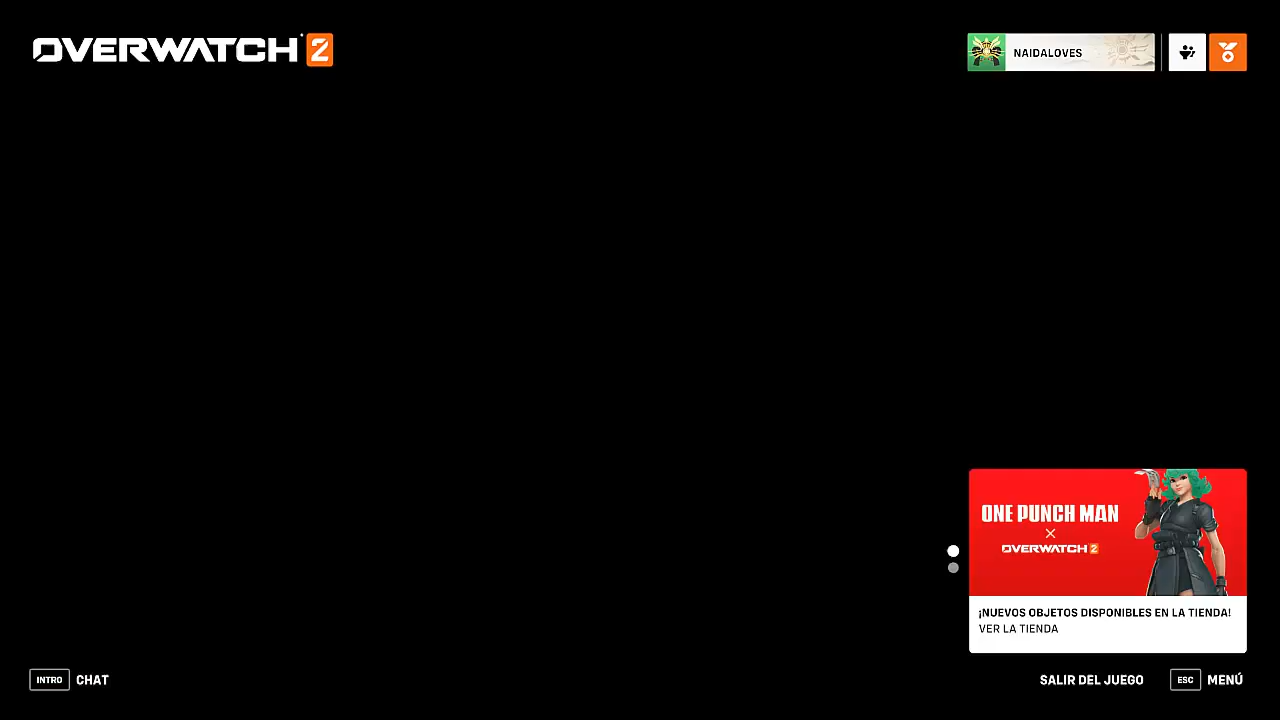 OVERWATCH 2
NAIDALOVES
ONE PUNCH MAN
×
OVERWATCH 2
¡NUEVOS OBJETOS DISPONIBLES EN LA TIENDA!
VER LA TIENDA
INTRO CHAT
SALIR DEL JUEGO
ESC MENÚ